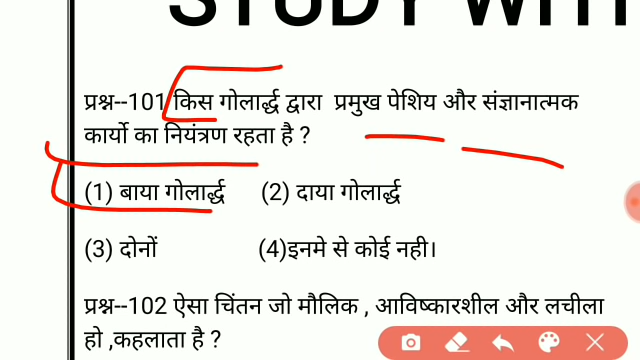 STUDY WITH
प्रश्न--101 किस गोलार्द्ध द्वारा प्रमुख पेशिय और संज्ञानात्मक
कार्यो का नियंत्रण रहता है ?
(1) बाया गोलार्द्ध (2) दाया गोलार्द्ध
(3) दोनों (4)इनमे से कोई नही।
प्रश्न--102 ऐसा चिंतन जो मौलिक , आविष्कारशील और लचीला
हो ,कहलाता है ?